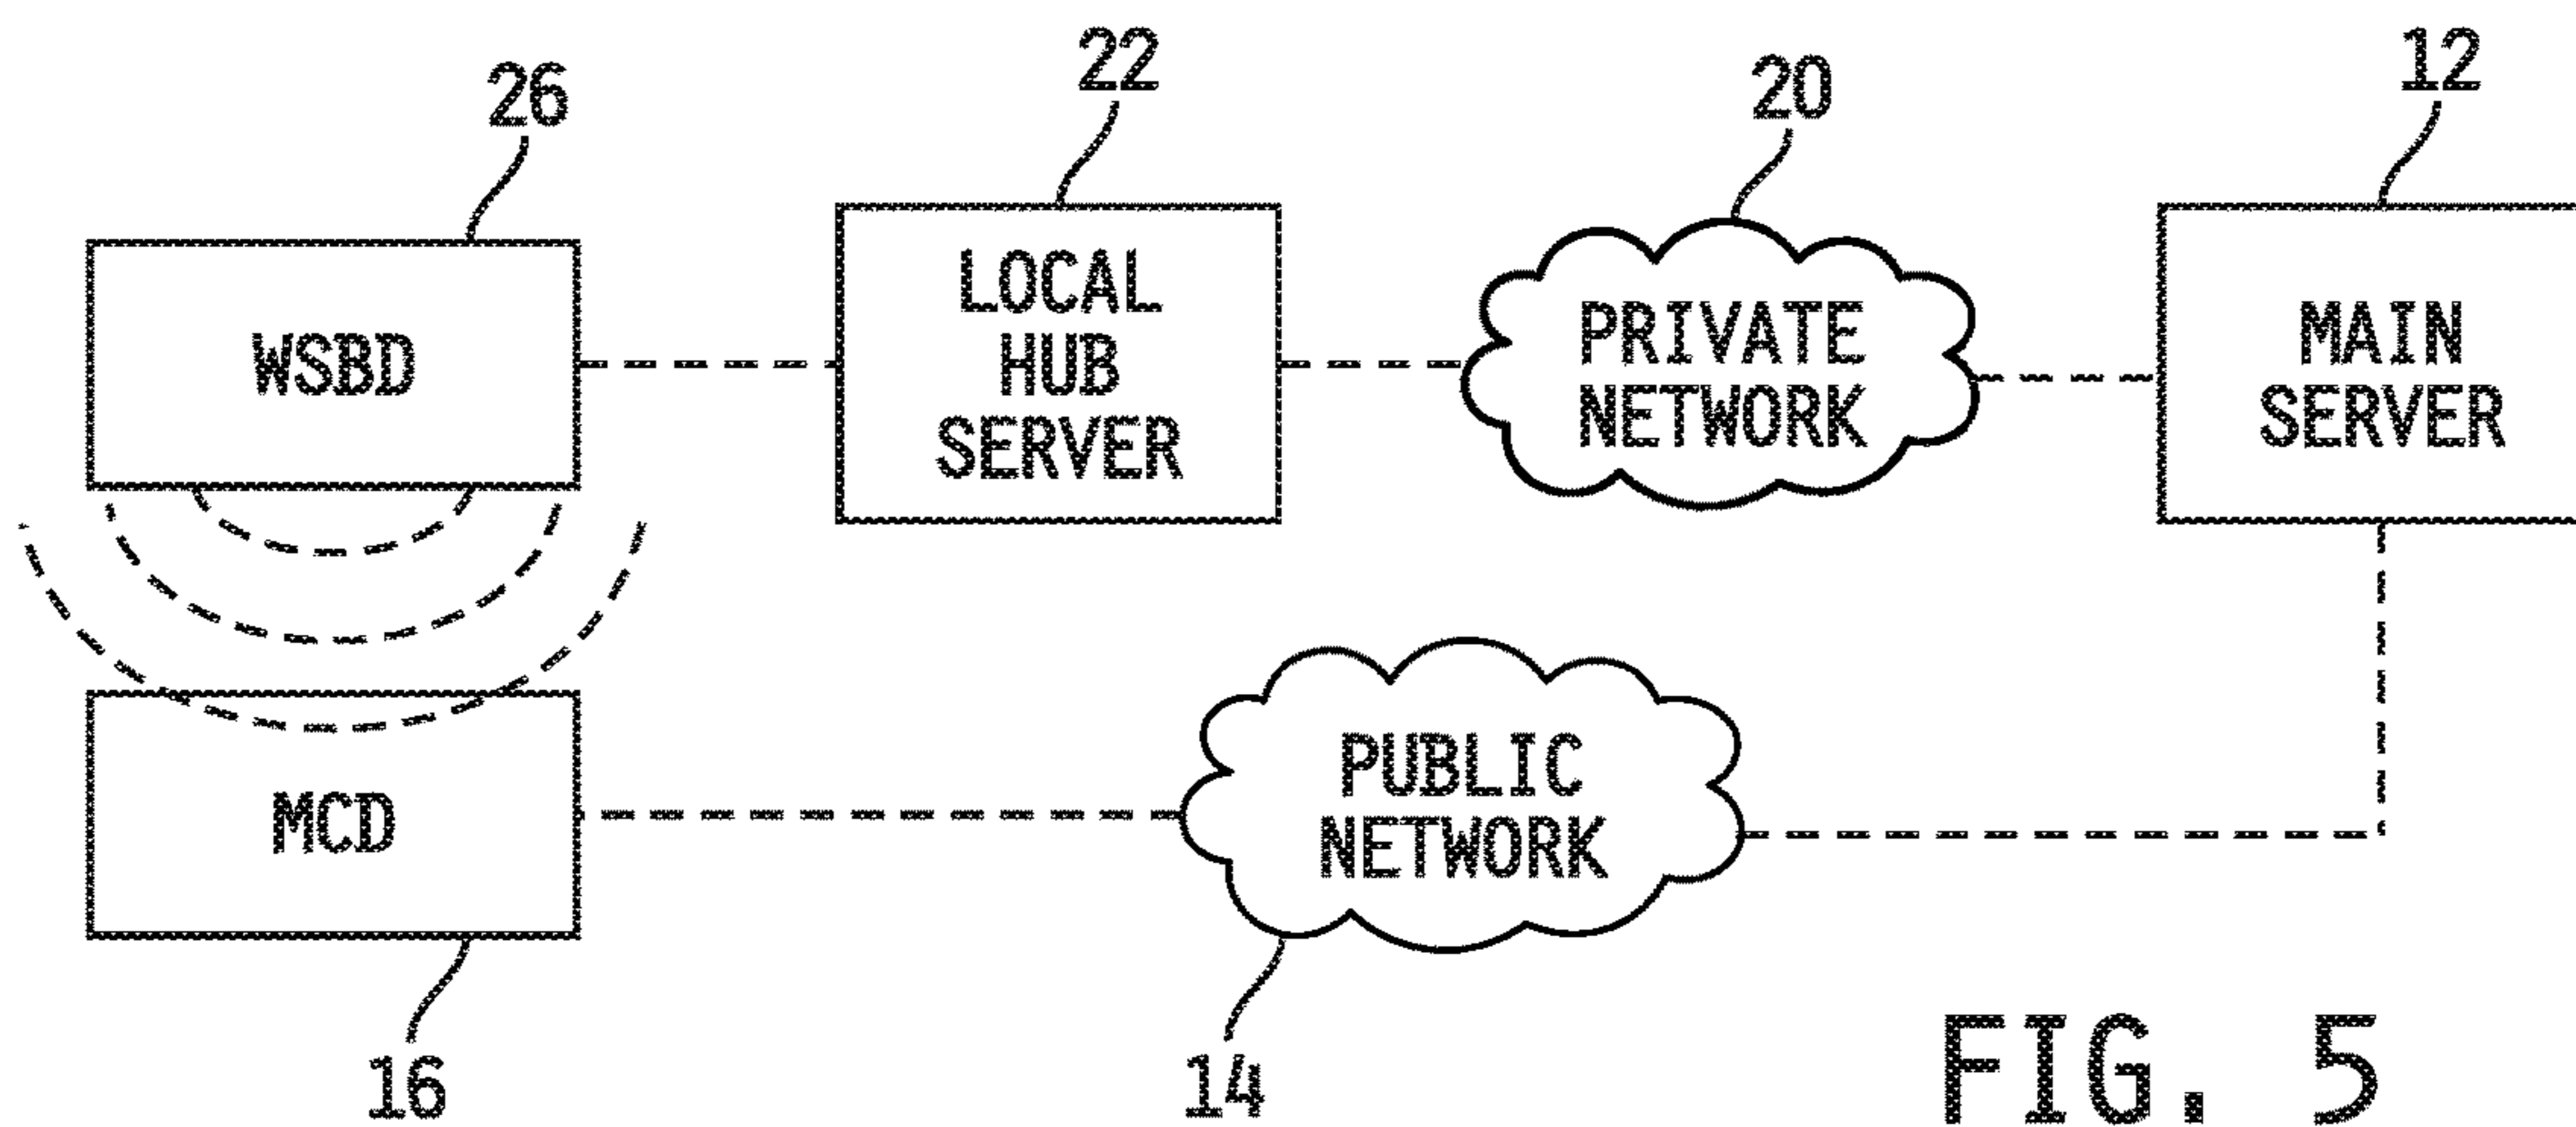 26
22
20
12
WSBD
LOCAL
HUB
SERVER
PRIVATE
NETWORK
MAIN
SERVER
MCD
PUBLIC
NETWORK
16
14
FIG. 5